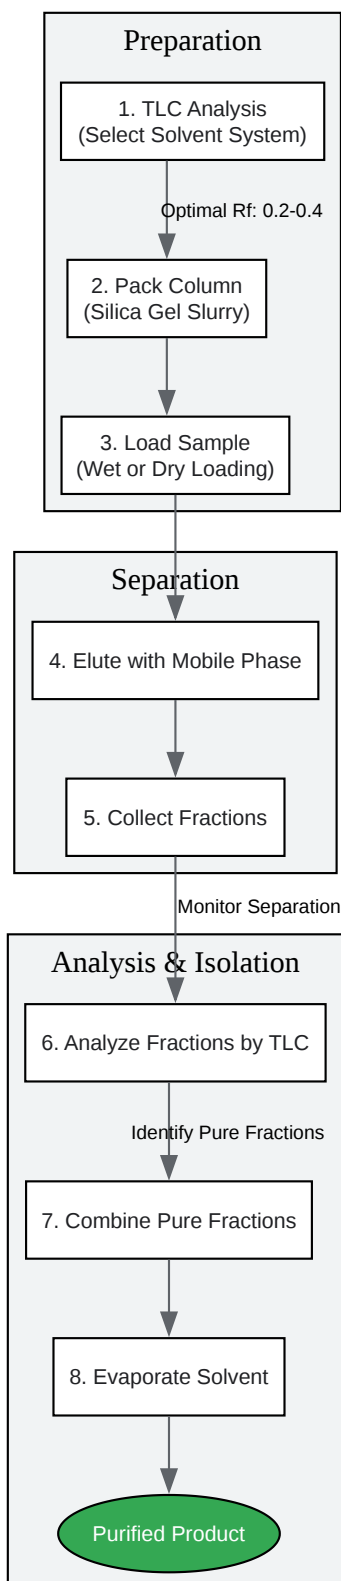 Preparation
1. TLC Analysis
(Select Solvent System)
Optimal Rf: 0.2-0.4
2. Pack Column
(Silica Gel Slurry)
3. Load Sample
(Wet or Dry Loading)
Separation
4. Elute with Mobile Phase
5. Collect Fractions
Monitor Separation
Analysis & Isolation
6. Analyze Fractions by TLC
Identify Pure Fractions
7. Combine Pure Fractions
8. Evaporate Solvent
Purified Product